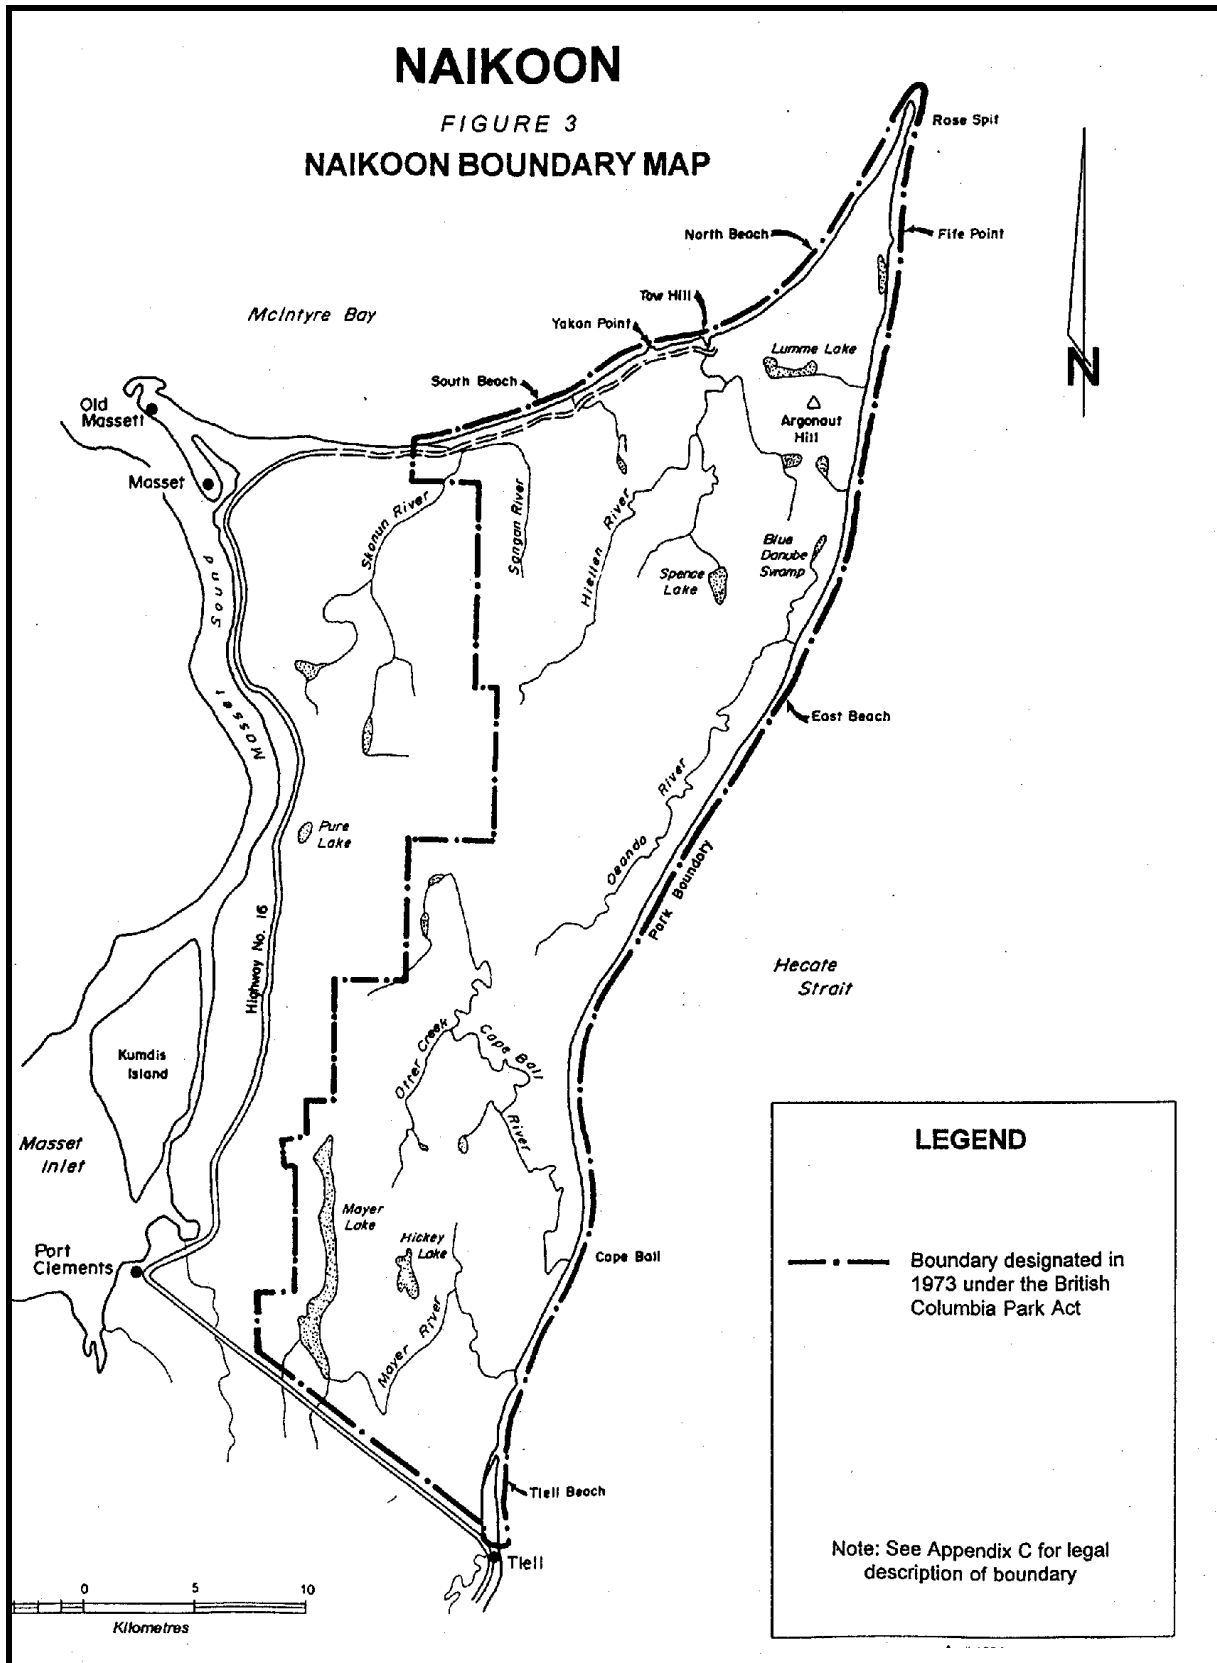 NAIKOON
FIGURE 3
NAIKOON BOUNDARY MAP
Rose Spit
North Beach
Fife Point
McIntyre Bay
Tow Hill
Yakan Point
Lumme Lake
South Beach
Old
Massett
Argonaut
Hill
N
Masset
Skonun River
Sangan River
Hiellen River
Blue
Danube
Swamp
Spence
Lake
Masset Sound
East Beach
Pure
Lake
Oeanda River
Park Boundary
Highway No. 16
Hecate
Strait
Otter Creek
Cape Ball River
Kumdis
Island
Masset
Inlet
LEGEND
Mayer
Lake
Hickey
Lake
Port
Clements
Cape Ball
Boundary designated in
1973 under the British
Columbia Park Act
Mayer River
Tlell Beach
Note: See Appendix C for legal
description of boundary
Tlell
0 5 10
Kilometres